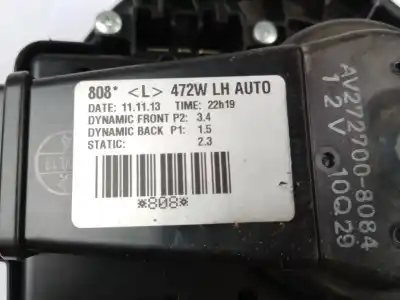 808* <L> 472W LH AUTO
DATE: 11.11.13 TIME: 22h19
DYNAMIC FRONT P2: 3.4
DYNAMIC BACK P1: 1.5
STATIC: 2.3
*808*
AV272700-8084
12V 10Q29